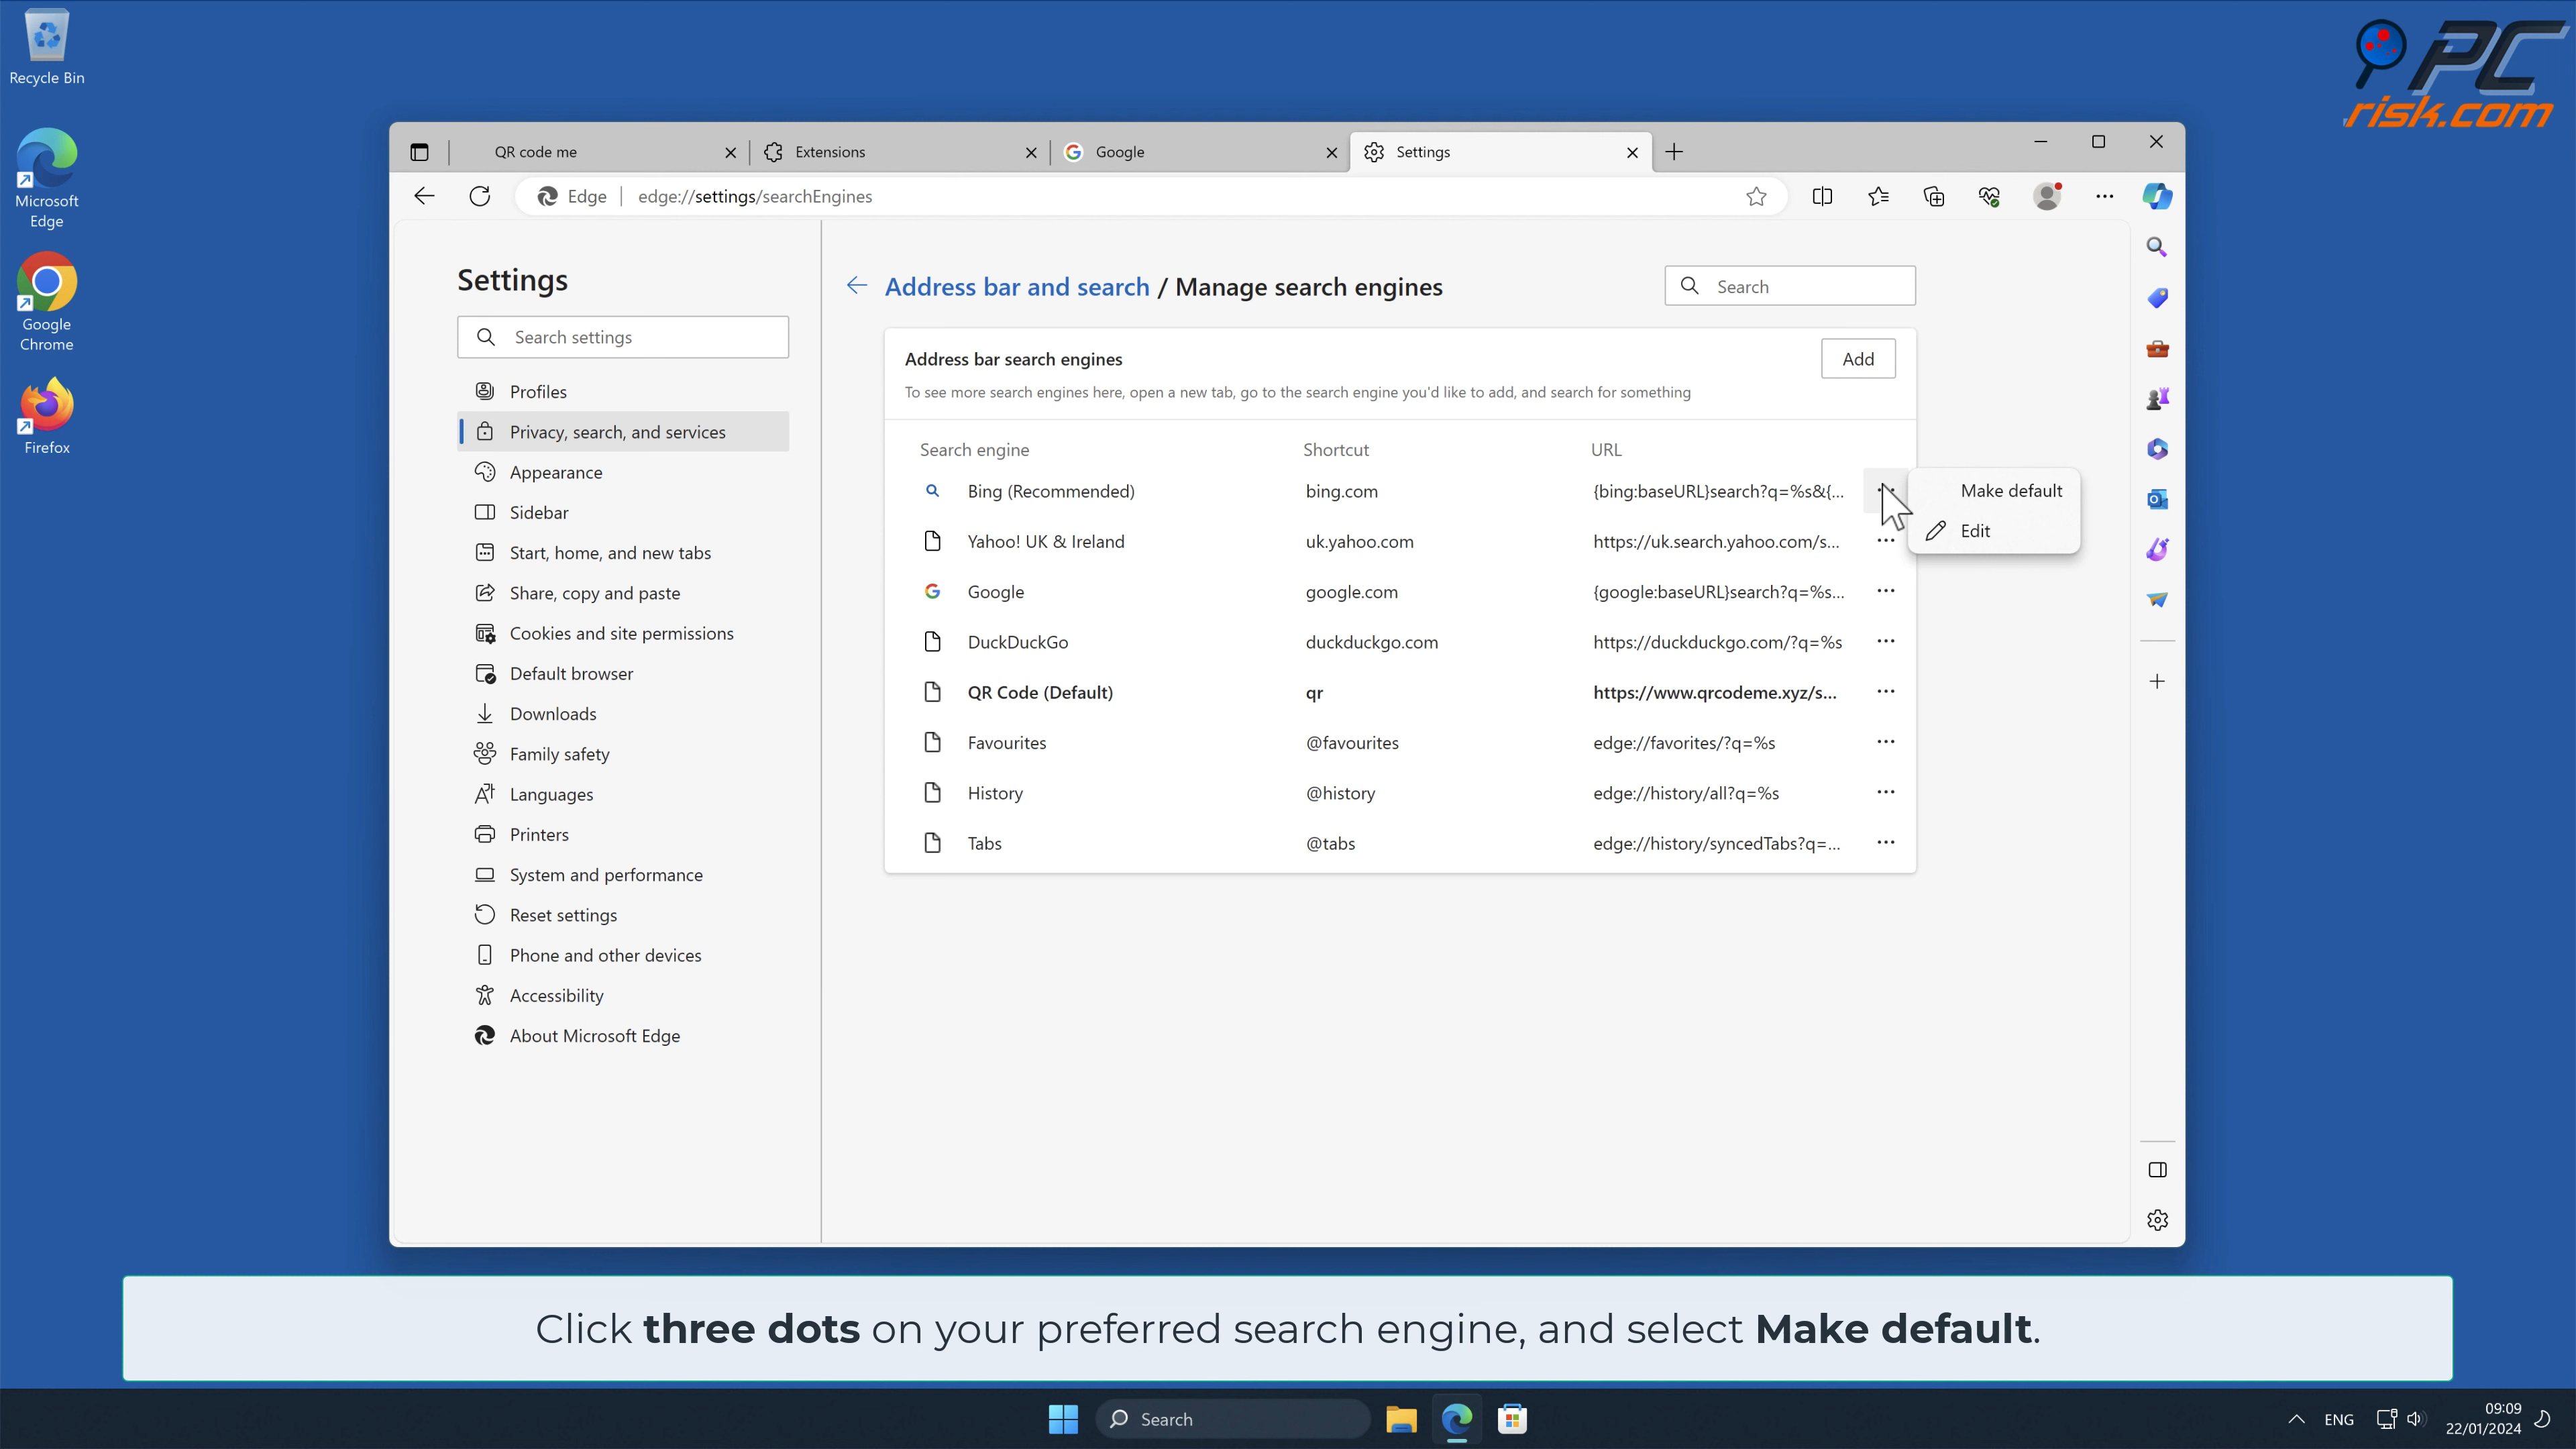 Recycle Bin
Microsoft
Edge
Google
Chrome
Firefox
PC
risk.com
QR code me
Extensions
Google
Settings
Edge
edge://settings/searchEngines
Settings
Search settings
Profiles
Privacy, search, and services
Appearance
Sidebar
Start, home, and new tabs
Share, copy and paste
Cookies and site permissions
Default browser
Downloads
Family safety
Languages
Printers
System and performance
Reset settings
Phone and other devices
Accessibility
About Microsoft Edge
Address bar and search / Manage search engines
Search
Address bar search engines
Add
To see more search engines here, open a new tab, go to the search engine you'd like to add, and search for something
Search engine Shortcut URL
Bing (Recommended) bing.com {bing:baseURL}search?q=%s&{...
Yahoo! UK & Ireland uk.yahoo.com https://uk.search.yahoo.com/s...
Google google.com {google:baseURL}search?q=%s...
DuckDuckGo duckduckgo.com https://duckduckgo.com/?q=%s
QR Code (Default) qr https://www.qrcodeme.xyz/s...
Favourites @favourites edge://favorites/?q=%s
History @history edge://history/all?q=%s
Tabs @tabs edge://history/syncedTabs?q=...
Make default
Edit
Click three dots on your preferred search engine, and select Make default.
Search
ENG
09:09
22/01/2024